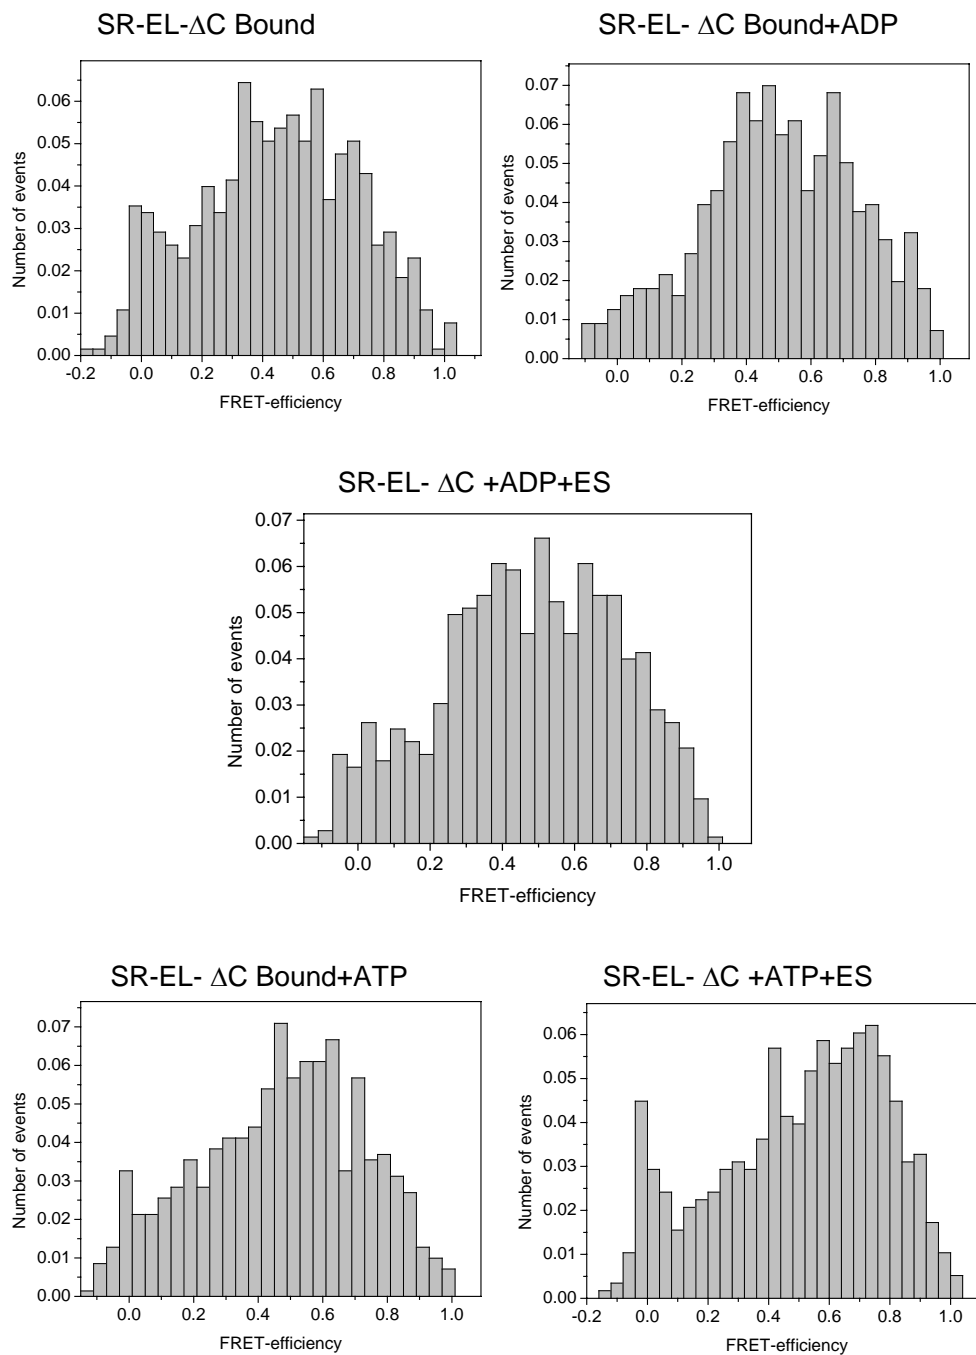 SR-EL-ΔC Bound
0.06
0.05
0.04
0.03
0.02
0.01
0.00
Number of events
-0.2 0.0 0.2 0.4 0.6 0.8 1.0
FRET-efficiency
SR-EL- ΔC Bound+ADP
0.07
0.06
0.05
0.04
0.03
0.02
0.01
0.00
Number of events
0.0 0.2 0.4 0.6 0.8 1.0
FRET-efficiency
SR-EL- ΔC +ADP+ES
0.07
0.06
0.05
0.04
0.03
0.02
0.01
0.00
Number of events
0.0 0.2 0.4 0.6 0.8 1.0
FRET-efficiency
SR-EL- ΔC Bound+ATP
0.07
0.06
0.05
0.04
0.03
0.02
0.01
0.00
Number of events
0.0 0.2 0.4 0.6 0.8 1.0
FRET-efficiency
SR-EL- ΔC +ATP+ES
0.06
0.05
0.04
0.03
0.02
0.01
0.00
Number of events
-0.2 0.0 0.2 0.4 0.6 0.8 1.0
FRET-efficiency